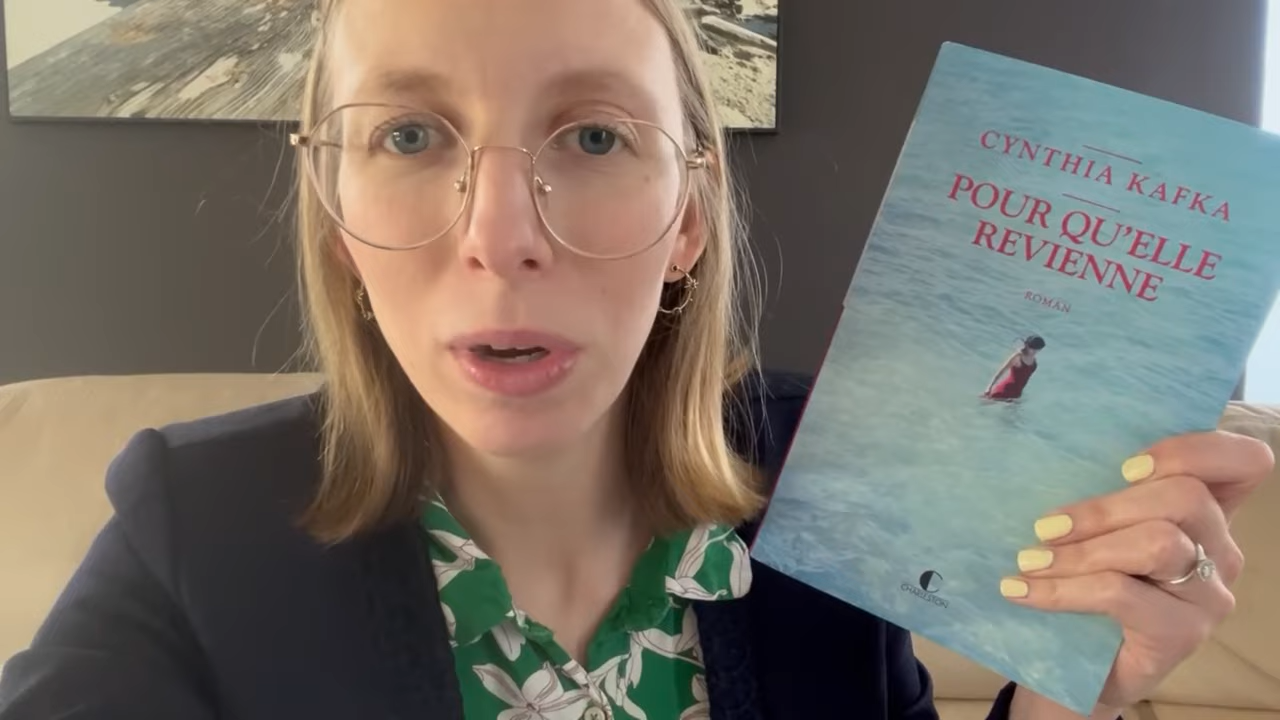 CYNTHIA KAFKA
POUR QU'ELLE
REVIENNE
ROMAN
CHARLESTON